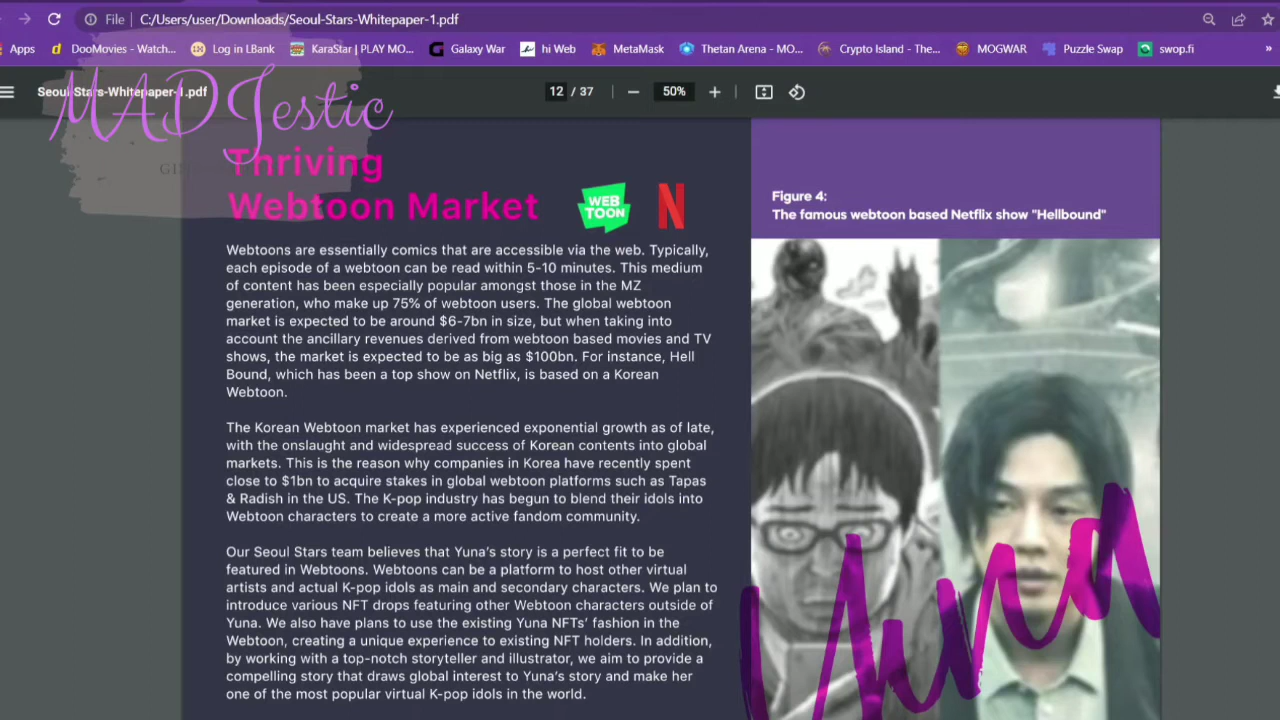 File
C:/Users/user/Downloads/Seoul-Stars-Whitepaper-1.pdf
Apps
DooMovies - Watch...
Log in LBank
KaraStar | PLAY MO...
Galaxy War
hi Web
MetaMask
Thetan Arena - MO...
Crypto Island - The...
MOGWAR
Puzzle Swap
swop.fi
»
Seoul-Stars-Whitepaper-1.pdf
12 / 37
50%
MAD Jestic
Thriving
Webtoon Market
WEB
TOON
N
Webtoons are essentially comics that are accessible via the web. Typically,
each episode of a webtoon can be read within 5-10 minutes. This medium
of content has been especially popular amongst those in the MZ
generation, who make up 75% of webtoon users. The global webtoon
market is expected to be around $6-7bn in size, but when taking into
account the ancillary revenues derived from webtoon based movies and TV
shows, the market is expected to be as big as $100bn. For instance, Hell
Bound, which has been a top show on Netflix, is based on a Korean
Webtoon.
The Korean Webtoon market has experienced exponential growth as of late,
with the onslaught and widespread success of Korean contents into global
markets. This is the reason why companies in Korea have recently spent
close to $1bn to acquire stakes in global webtoon platforms such as Tapas
& Radish in the US. The K-pop industry has begun to blend their idols into
Webtoon characters to create a more active fandom community.
Our Seoul Stars team believes that Yuna's story is a perfect fit to be
featured in Webtoons. Webtoons can be a platform to host other virtual
artists and actual K-pop idols as main and secondary characters. We plan to
introduce various NFT drops featuring other Webtoon characters outside of
Yuna. We also have plans to use the existing Yuna NFTs' fashion in the
Webtoon, creating a unique experience to existing NFT holders. In addition,
by working with a top-notch storyteller and illustrator, we aim to provide a
compelling story that draws global interest to Yuna's story and make her
one of the most popular virtual K-pop idols in the world.
Figure 4:
The famous webtoon based Netflix show "Hellbound"
Yuna